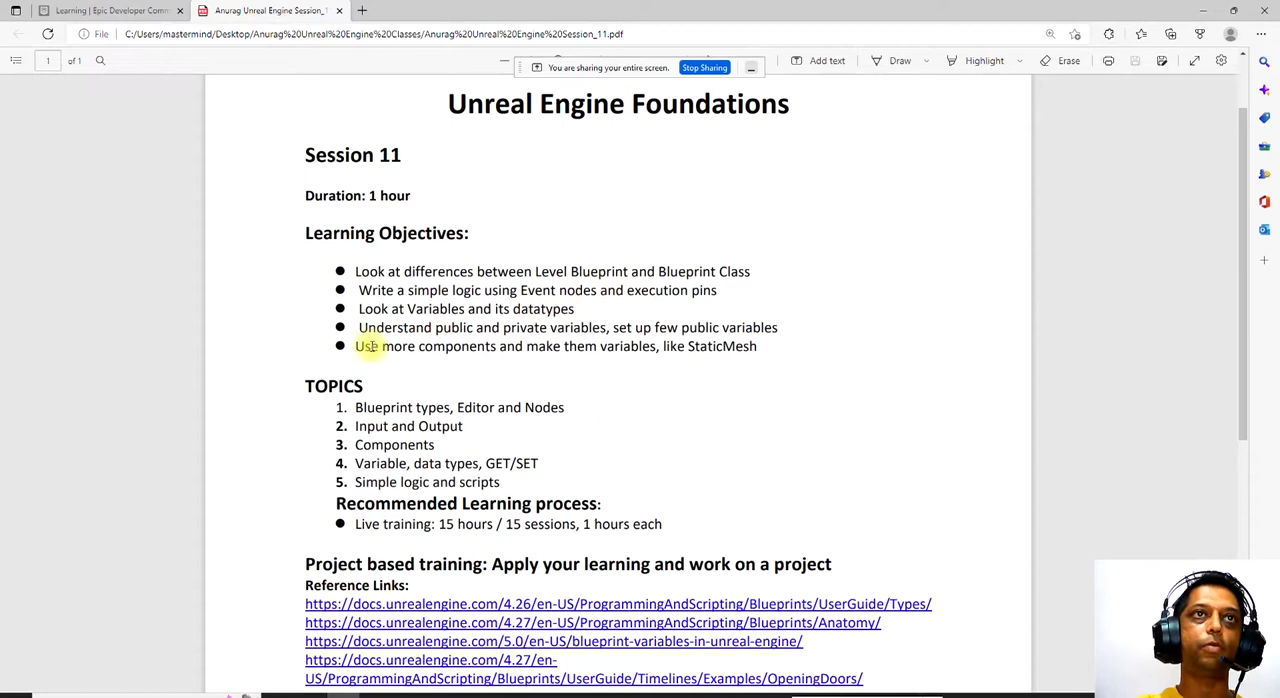 Learning | Epic Developer Comm
Anurag Unreal Engine Session_1
File
C:/Users/mastermind/Desktop/Anurag%20Unreal%20Engine%20Classes/Anurag%20Unreal%20Engine%20Session_11.pdf
1 of 1
You are sharing your entire screen.
Stop Sharing
Add text
Draw
Highlight
Erase
Unreal Engine Foundations
Session 11
Duration: 1 hour
Learning Objectives:
● Look at differences between Level Blueprint and Blueprint Class
● Write a simple logic using Event nodes and execution pins
● Look at Variables and its datatypes
● Understand public and private variables, set up few public variables
● Use more components and make them variables, like StaticMesh
TOPICS
1. Blueprint types, Editor and Nodes
2. Input and Output
3. Components
4. Variable, data types, GET/SET
5. Simple logic and scripts
Recommended Learning process:
● Live training: 15 hours / 15 sessions, 1 hours each
Project based training: Apply your learning and work on a project
Reference Links:
https://docs.unrealengine.com/4.26/en-US/ProgrammingAndScripting/Blueprints/UserGuide/Types/
https://docs.unrealengine.com/4.27/en-US/ProgrammingAndScripting/Blueprints/Anatomy/
https://docs.unrealengine.com/5.0/en-US/blueprint-variables-in-unreal-engine/
https://docs.unrealengine.com/4.27/en-
US/ProgrammingAndScripting/Blueprints/UserGuide/Timelines/Examples/OpeningDoors/